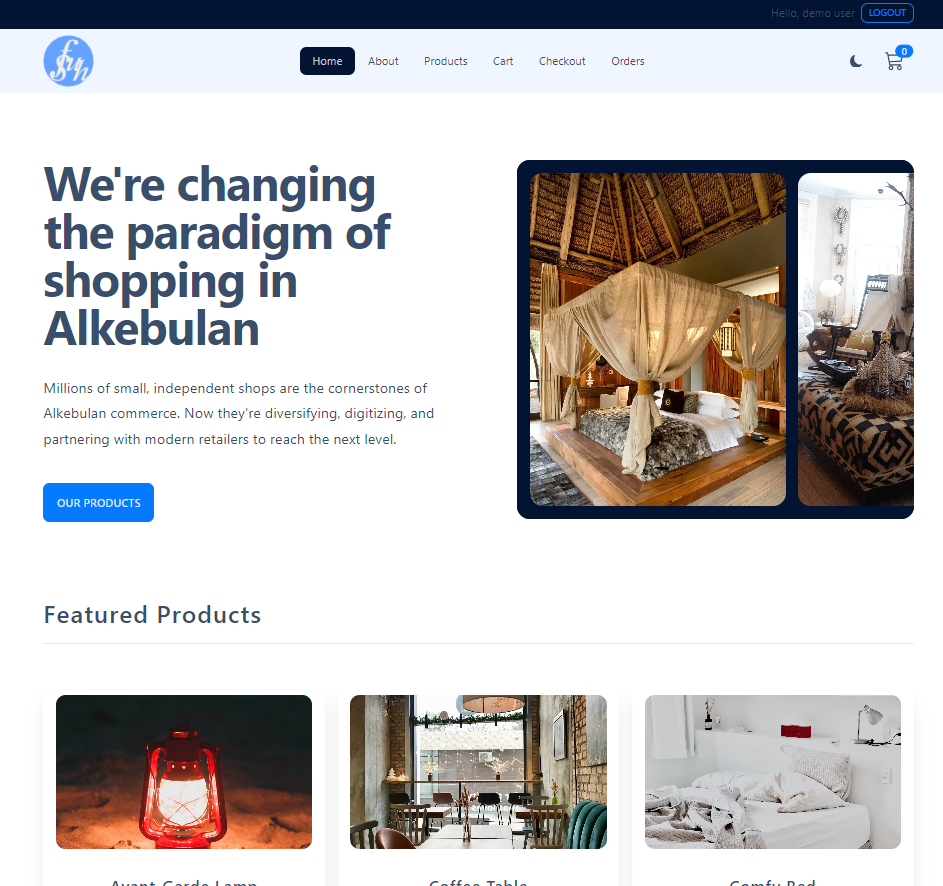 Hello, demo user LOGOUT
Home About Products Cart Checkout Orders 0
We're changing
the paradigm of
shopping in
Alkebulan
Millions of small, independent shops are the cornerstones of
Alkebulan commerce. Now they're diversifying, digitizing, and
partnering with modern retailers to reach the next level.
OUR PRODUCTS
Featured Products
Avant-Garde Lamp Coffee Table Comfy Bed